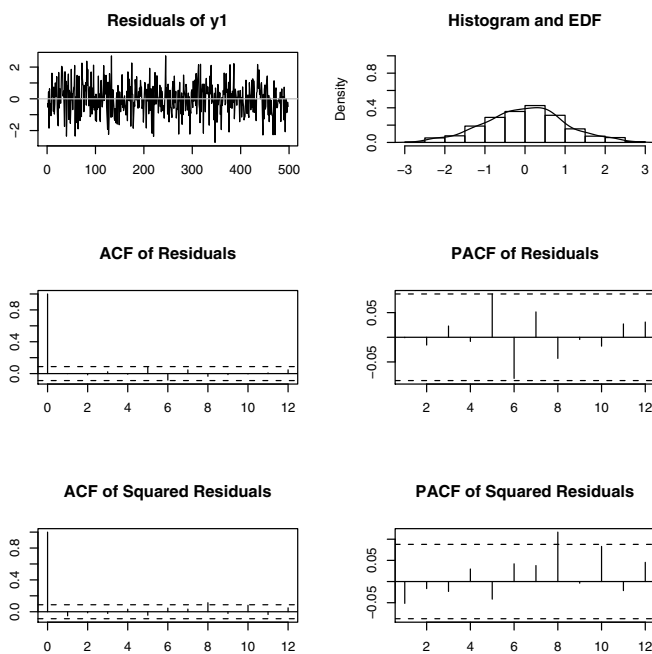 Residuals of y1
2
0
−2
0 100 200 300 400 500
Histogram and EDF
Density
0.8
0.4
0.0
−3 −2 −1 0 1 2 3
ACF of Residuals
0.8
0.4
0.0
0 2 4 6 8 10 12
PACF of Residuals
0.05
−0.05
2 4 6 8 10 12
ACF of Squared Residuals
0.8
0.4
0.0
0 2 4 6 8 10 12
PACF of Squared Residuals
0.05
−0.05
2 4 6 8 10 12